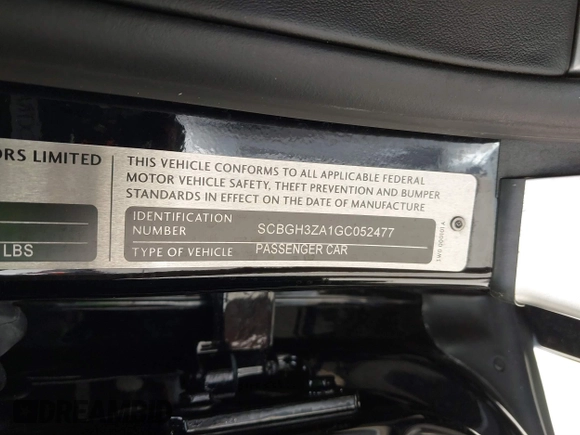 ORS LIMITED
LBS
THIS VEHICLE CONFORMS TO ALL APPLICABLE FEDERAL
MOTOR VEHICLE SAFETY, THEFT PREVENTION AND BUMPER
STANDARDS IN EFFECT ON THE DATE OF MANUFACTURE
IDENTIFICATION
NUMBER SCBGH3ZA1GC052477
TYPE OF VEHICLE PASSENGER CAR
DREAMBID